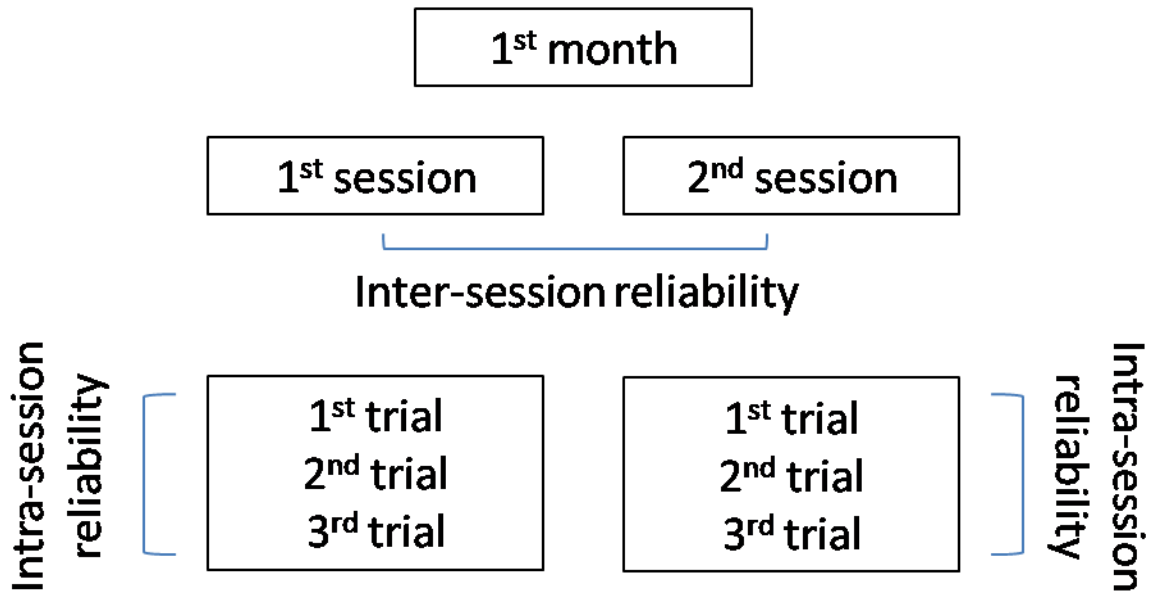 1st month
1st session
2nd session
Inter-session reliability
Intra-session
reliability
1st trial
2nd trial
3rd trial
1st trial
2nd trial
3rd trial
Intra-session
reliability